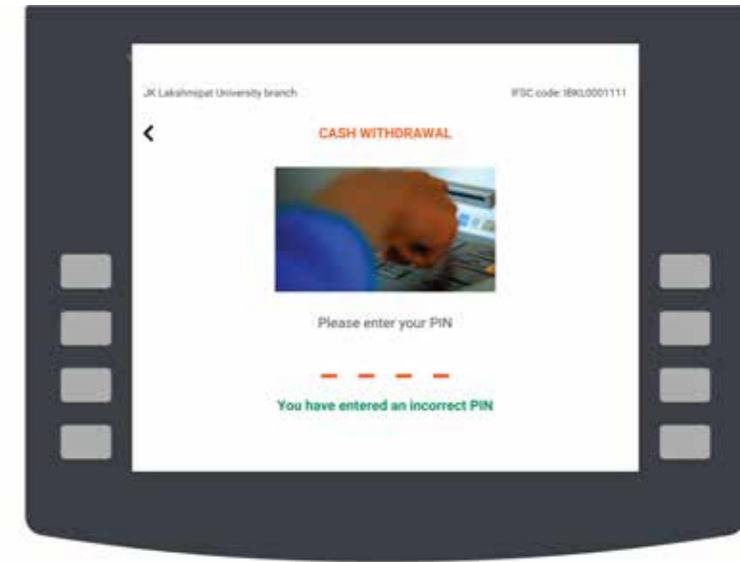 JK Lakshmipat University branch
IFSC code: IBKL0001111
CASH WITHDRAWAL
Please enter your PIN
You have entered an incorrect PIN